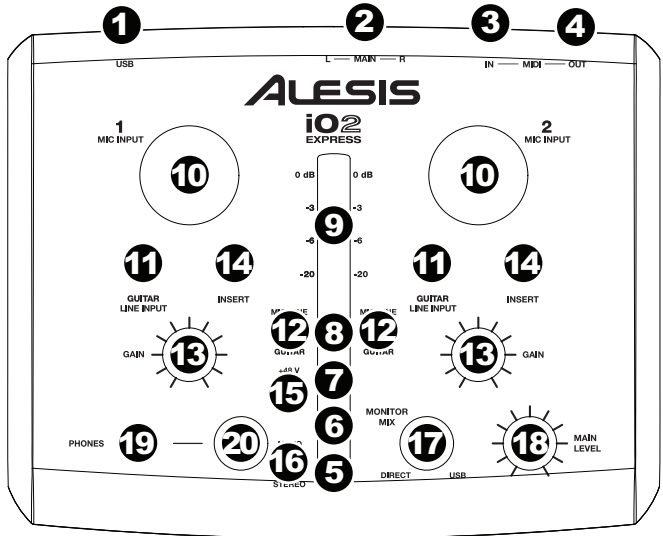 1 2 3 4
USB L MAIN R IN MIDI OUT
ALESIS
iO2
EXPRESS
1
MIC INPUT
2
MIC INPUT
10 10
0 dB 0 dB
-3 -3
9
-6 -6
-20 -20
11 14 11 14
GUITAR
LINE INPUT
INSERT
GUITAR
LINE INPUT
INSERT
12 8 12
GUITAR GUITAR
GAIN 13 13 GAIN
+48 V
15 7
MONITOR
MIX
6
PHONES 19 20 17 18 MAIN
LEVEL
16 5
STEREO
DIRECT USB